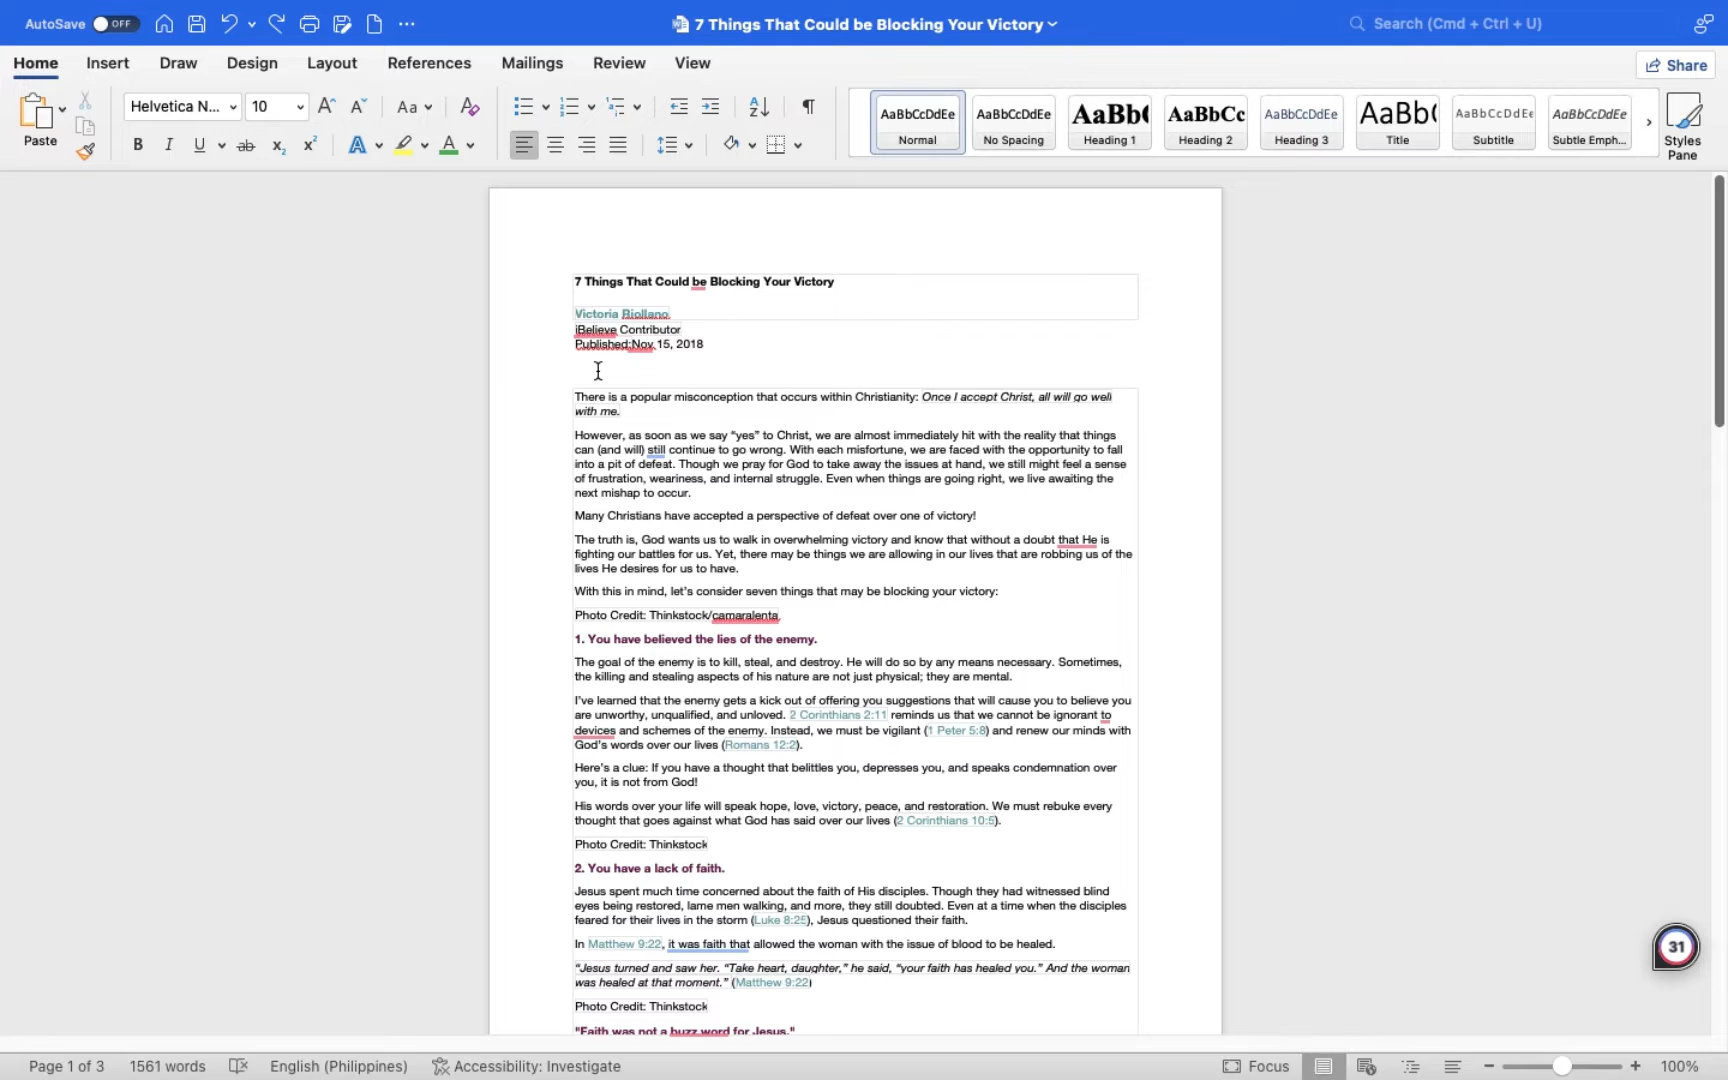 AutoSave OFF
7 Things That Could be Blocking Your Victory
Search (Cmd + Ctrl + U)
Home Insert Draw Design Layout References Mailings Review View
Share
Paste
Helvetica N... 10
Aa
B I U ab x₂ x²
AaBbCcDdEe Normal
AaBbCcDdEe No Spacing
AaBb( Heading 1
AaBbCc Heading 2
AaBbCcDdEe Heading 3
AaBb( Title
AaBbCcDdEe Subtitle
AaBbCcDdEe Subtle Emph...
Styles
Pane
7 Things That Could be Blocking Your Victory
Victoria Riollano
iBelieve Contributor
Published:Nov 15, 2018
There is a popular misconception that occurs within Christianity: Once I accept Christ, all will go well
with me.
However, as soon as we say “yes” to Christ, we are almost immediately hit with the reality that things
can (and will) still continue to go wrong. With each misfortune, we are faced with the opportunity to fall
into a pit of defeat. Though we pray for God to take away the issues at hand, we still might feel a sense
of frustration, weariness, and internal struggle. Even when things are going right, we live awaiting the
next mishap to occur.
Many Christians have accepted a perspective of defeat over one of victory!
The truth is, God wants us to walk in overwhelming victory and know that without a doubt that He is
fighting our battles for us. Yet, there may be things we are allowing in our lives that are robbing us of the
lives He desires for us to have.
With this in mind, let’s consider seven things that may be blocking your victory:
Photo Credit: Thinkstock/camaralenta
1. You have believed the lies of the enemy.
The goal of the enemy is to kill, steal, and destroy. He will do so by any means necessary. Sometimes,
the killing and stealing aspects of his nature are not just physical; they are mental.
I’ve learned that the enemy gets a kick out of offering you suggestions that will cause you to believe you
are unworthy, unqualified, and unloved. 2 Corinthians 2:11 reminds us that we cannot be ignorant to
devices and schemes of the enemy. Instead, we must be vigilant (1 Peter 5:8) and renew our minds with
God’s words over our lives (Romans 12:2).
Here’s a clue: If you have a thought that belittles you, depresses you, and speaks condemnation over
you, it is not from God!
His words over your life will speak hope, love, victory, peace, and restoration. We must rebuke every
thought that goes against what God has said over our lives (2 Corinthians 10:5).
Photo Credit: Thinkstock
2. You have a lack of faith.
Jesus spent much time concerned about the faith of His disciples. Though they had witnessed blind
eyes being restored, lame men walking, and more, they still doubted. Even at a time when the disciples
feared for their lives in the storm (Luke 8:25), Jesus questioned their faith.
In Matthew 9:22, it was faith that allowed the woman with the issue of blood to be healed.
“Jesus turned and saw her. “Take heart, daughter,” he said, “your faith has healed you.” And the woman
was healed at that moment.” (Matthew 9:22)
Photo Credit: Thinkstock
"Faith was not a buzz word for Jesus."
31
Page 1 of 3 1561 words English (Philippines) Accessibility: Investigate Focus 100%